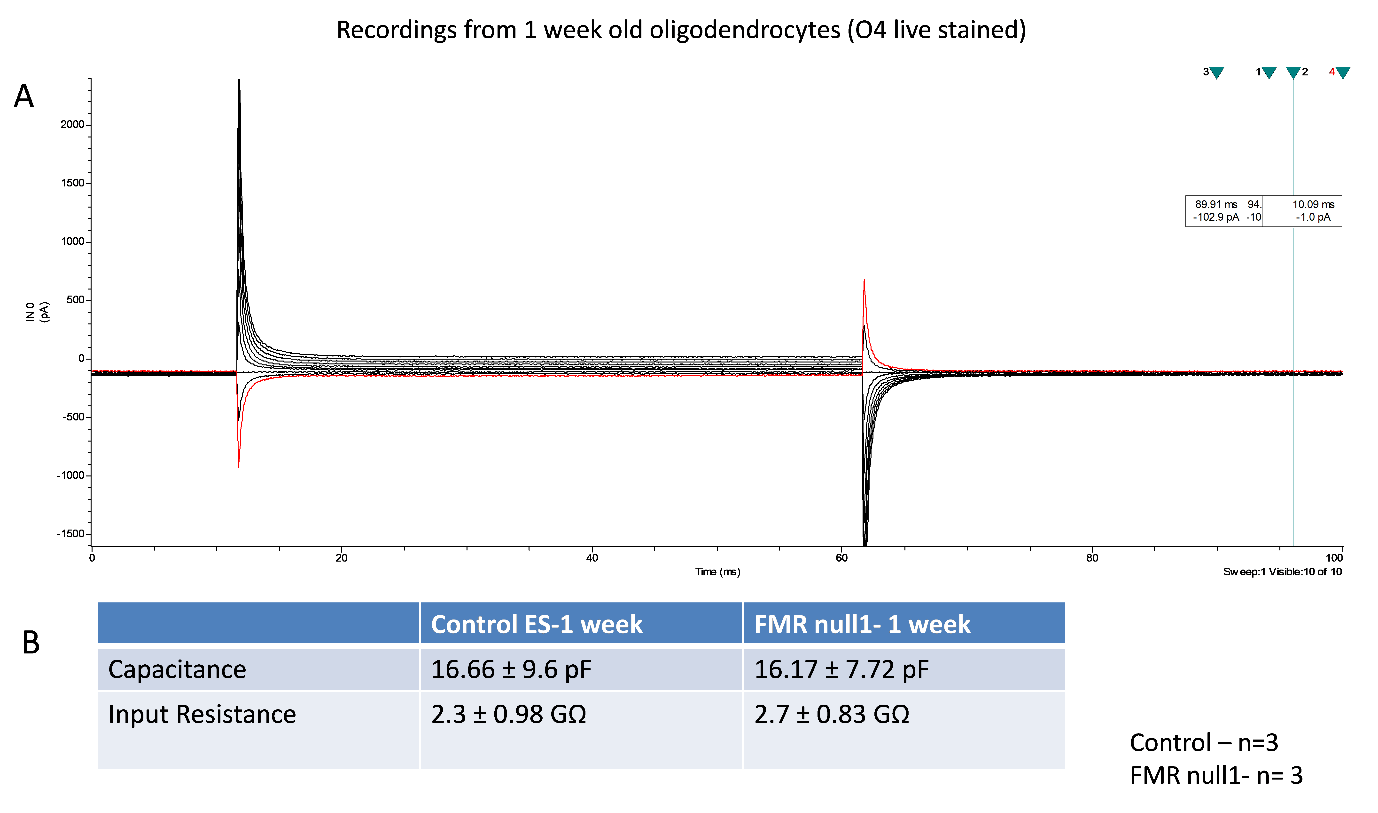 Recordings from 1 week old oligodendrocytes (O4 live stained)
A
3 1 2 4
2000
1500
1000
500
0
-500
-1000
-1500
IN 0
(pA)
89.91 ms 94. 10.09 ms
-102.9 pA -10 -1.0 pA
0 20 40 60 80 100
Time (ms)
Sweep:1 Visible:10 of 10
B
Control ES-1 week FMR null1- 1 week
Capacitance 16.66 ± 9.6 pF 16.17 ± 7.72 pF
Input Resistance 2.3 ± 0.98 GΩ 2.7 ± 0.83 GΩ
Control – n=3
FMR null1- n= 3